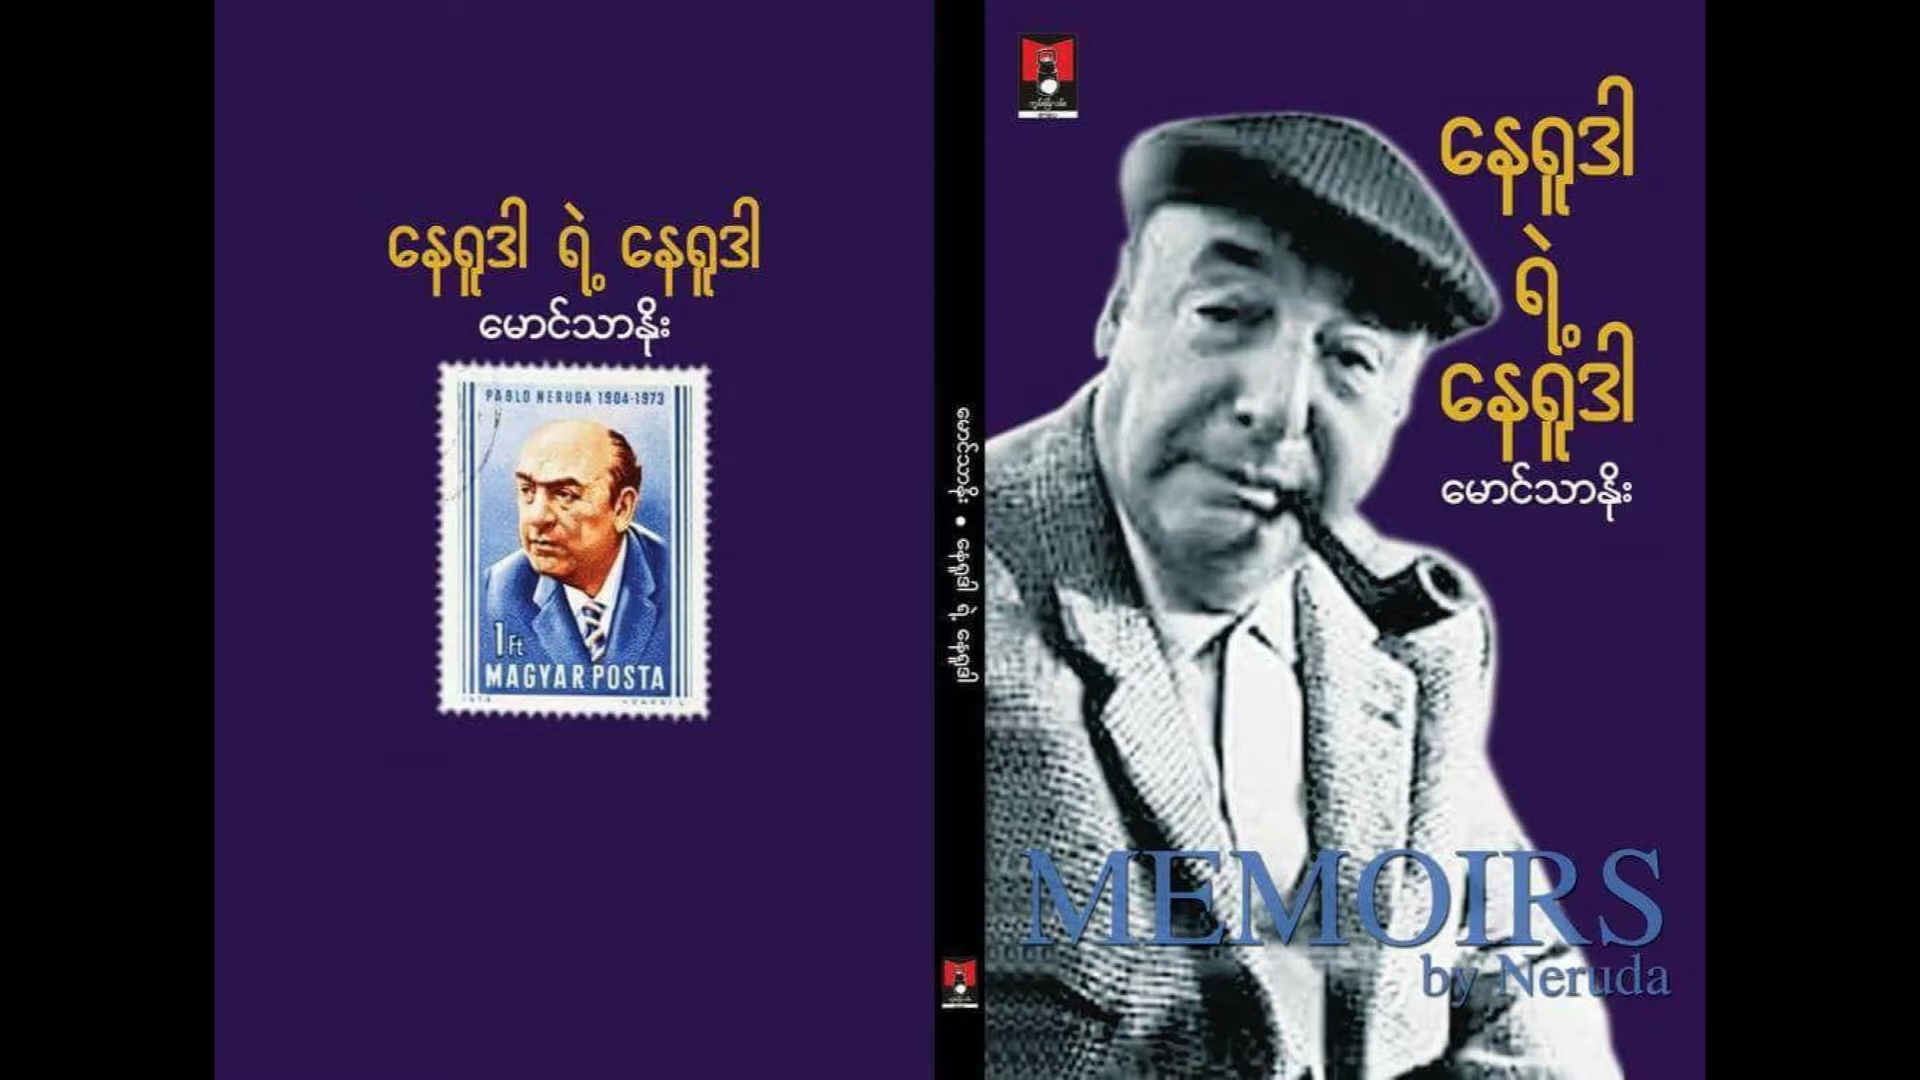 နေရူဒါ ရဲ့ နေရူဒါ
မောင်သာနိုး
PABLO NERUDA 1904-1973
1Ft
MAGYAR POSTA
မောင်သာနိုး • နေရူဒါ ရဲ့ နေရူဒါ
နေရူဒါ
ရဲ့
နေရူဒါ
မောင်သာနိုး
MEMOIRS
by Neruda